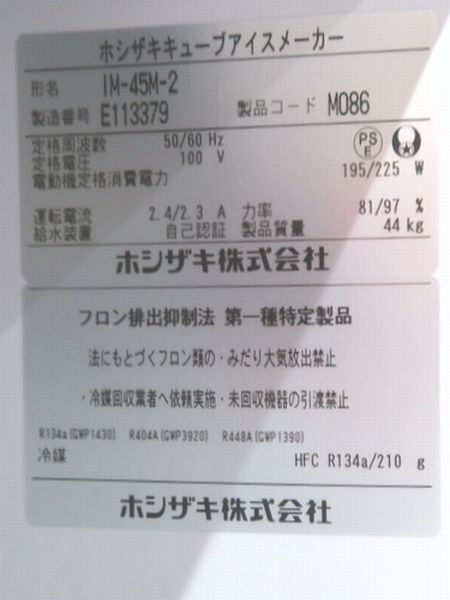 ホシザキキューブアイスメーカー
形名 IM-45M-2
製造番号 E113379 製品コード M086
定格周波数 50/60 Hz
定格電圧 100 V
PS E
電動機定格消費電力 195/225 W
運転電流 2.4/2.3 A 力率 81/97 %
給水装置 自己認証 製品質量 44 kg
ホシザキ株式会社
フロン排出抑制法 第一種特定製品
法にもとづくフロン類の・みだり大気放出禁止
・冷媒回収業者へ依頼実施・未回収機器の引渡禁止
R134a(GWP1430) R404A(GWP3920) R448A(GWP1390)
冷媒 HFC R134a/210 g
ホシザキ株式会社